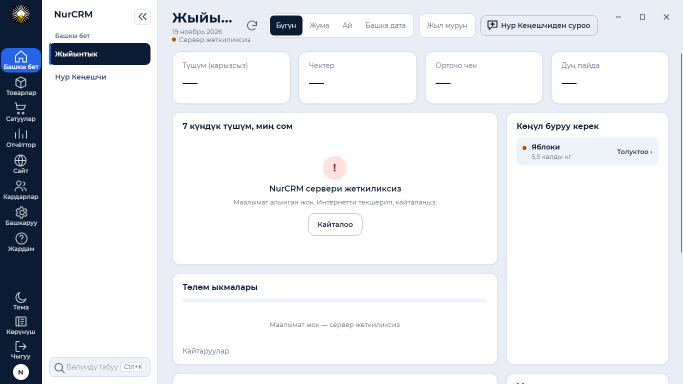 NurCRM
Башкы бет
Жыйынтык
Нур Кеңешчи
Башкы бет
Товарлар
Сатуулар
Отчёттор
Сайт
Кардарлар
Башкаруу
Жардам
Тема
Көрүнүш
Чыгуу
N
Бөлүмдү табуу
Ctrl+K
Жыйы...
19 ноябрь 2026
Сервер жеткиликсиз
Бүгүн
Жума
Ай
Башка дата
Жыл мурун
Нур Кеңешчиден суроо
Түшүм (карызсыз)
—
Чектер
—
Орточо чек
—
Дүң пайда
—
7 күндүк түшүм, миң сом
!
NurCRM сервери жеткиликсиз
Маалымат алынган жок. Интернетти текшерип, кайталаңыз.
Кайталоо
Көңүл буруу керек
Яблоки
5,5 калды кг
Толуктоо ›
Төлөм ыкмалары
Маалымат жок — сервер жеткиликсиз
Кайтаруулар